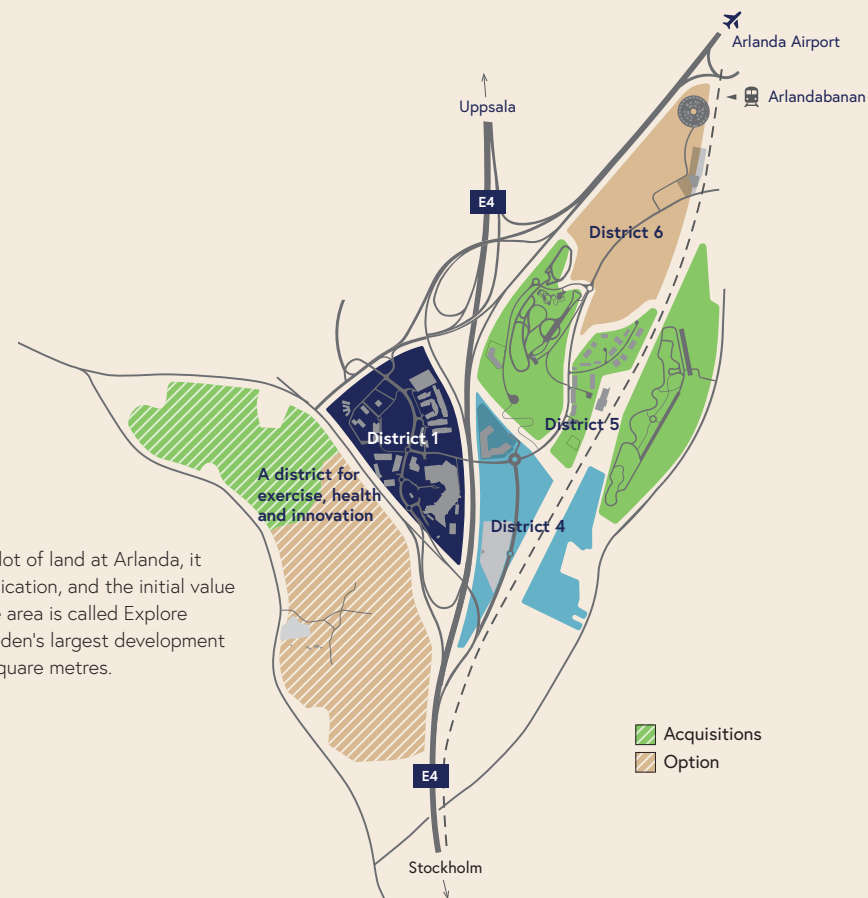 Arlanda Airport
Arlandabanan
Uppsala
E4
District 6
District 5
District 1
A district for
exercise, health
and innovation
District 4
lot of land at Arlanda, it
ication, and the initial value
area is called Explore
den's largest development
quare metres.
Acquisitions
Option
E4
Stockholm